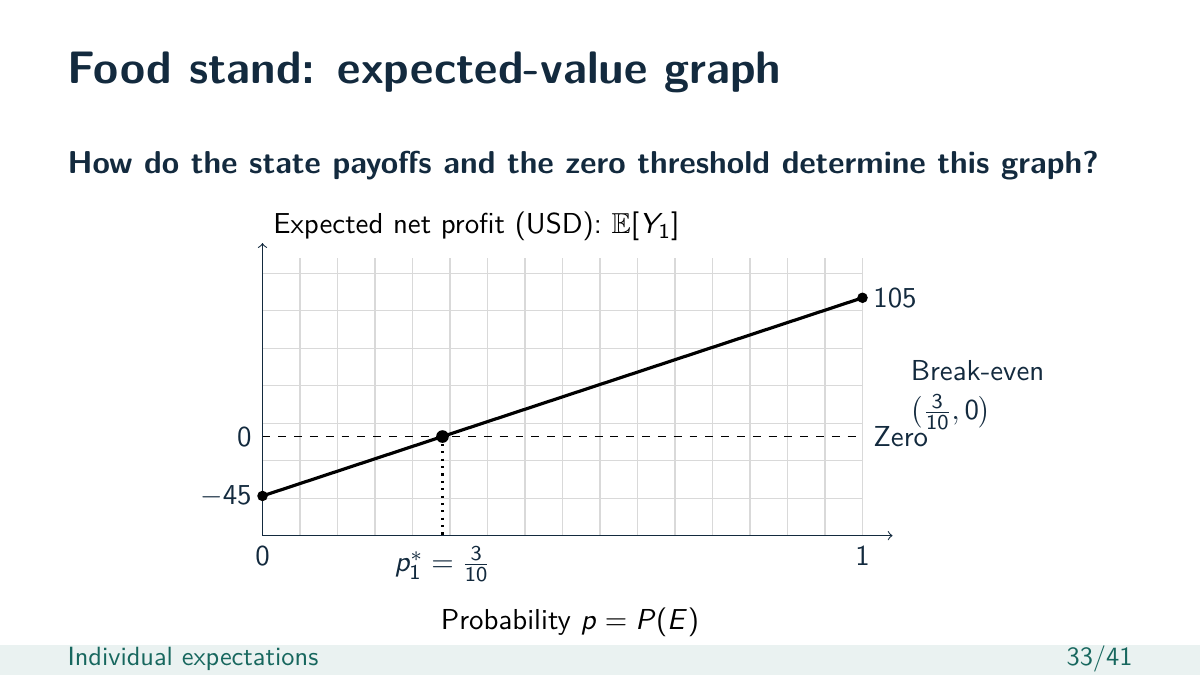 Food stand: expected-value graph
How do the state payoffs and the zero threshold determine this graph?
Expected net profit (USD): 𝔼[Y₁]
105
Break-even
(3/10, 0)
0
Zero
−45
0
p₁* = 3/10
1
Probability p = P(E)
Individual expectations
33/41